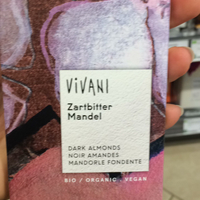 ViVANI
Zartbitter
Mandel
DARK ALMONDS
NOIR AMANDES
MANDORLE FONDENTE
BIO / ORGANIC · VEGAN